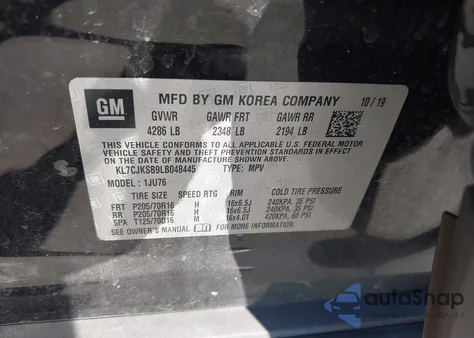 GM MFD BY GM KOREA COMPANY 10/19
GVWR GAWR FRT GAWR RR
4286 LB 2348 LB 2194 LB
THIS VEHICLE CONFORMS TO ALL APPLICABLE U.S. FEDERAL MOTOR
VEHICLE SAFETY AND THEFT PREVENTION STANDARDS IN EFFECT ON
THE DATE OF MANUFACTURE SHOWN ABOVE.
KL7CJKSB9LB048445 TYPE: MPV
MODEL: 1JU76
TIRE SIZE SPEED RTG RIM COLD TIRE PRESSURE
FRT P205/70R16 H 16x6.5J 240KPA, 35 PSI
RR P205/70R16 H 16x6.5J 240KPA, 35 PSI
SPA T125/70D16 M 16x4.0T 420KPA, 60 PSI
SEE OWNER'S MANUAL FOR ADDITIONAL INFORMATION.
autoSnap